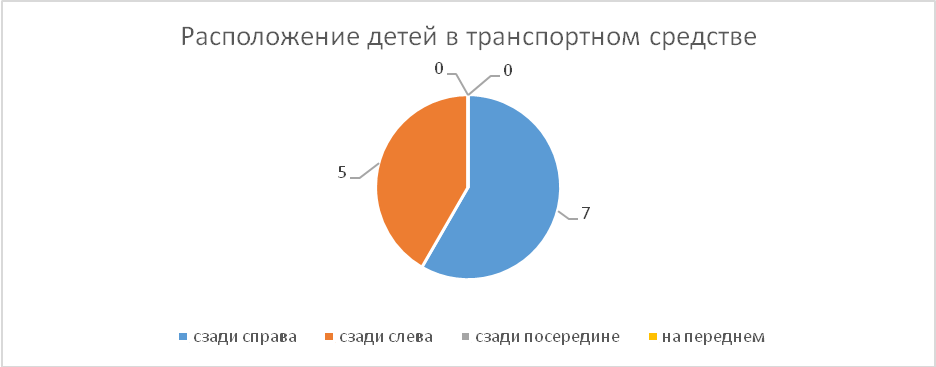 Расположение детей в транспортном средстве
0 0
5
7
сзади справа сзади слева сзади посередине на переднем